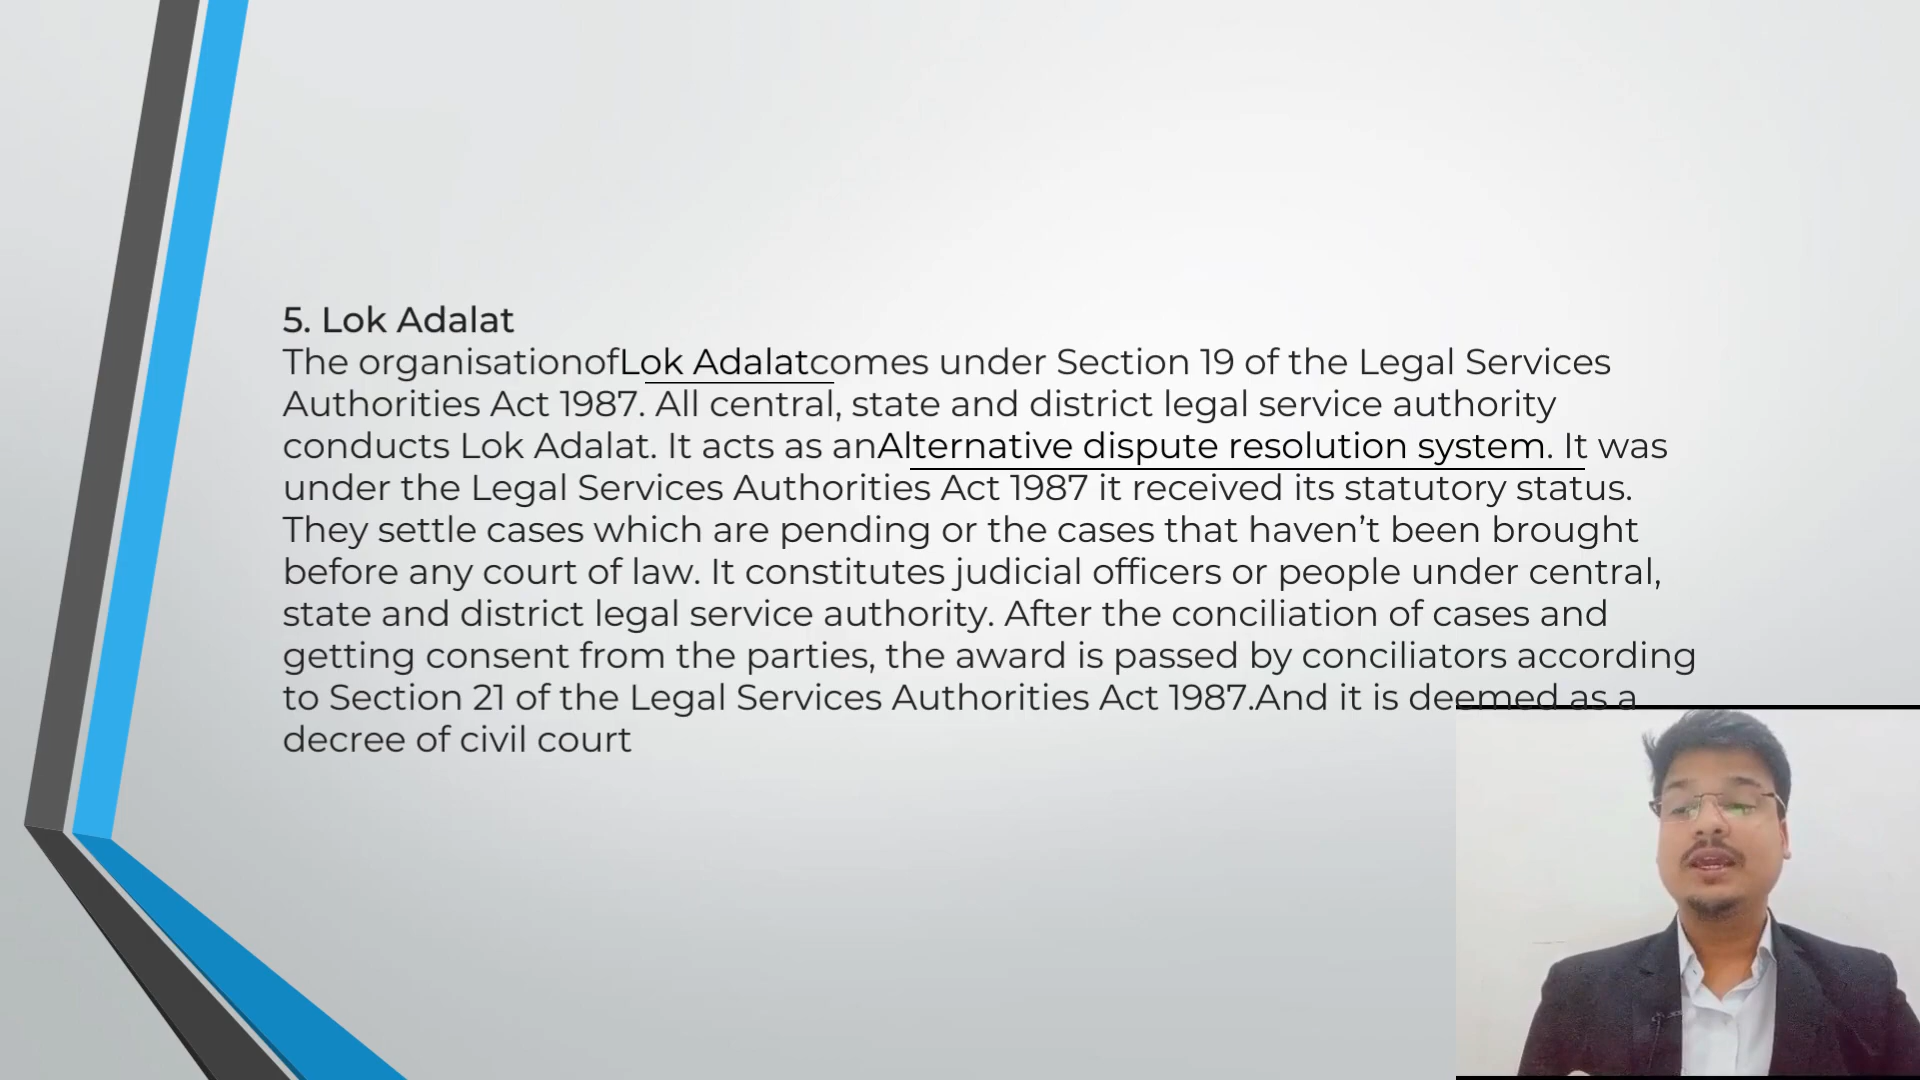 5. Lok Adalat
The organisationofLok Adalatcomes under Section 19 of the Legal Services
Authorities Act 1987. All central, state and district legal service authority
conducts Lok Adalat. It acts as anAlternative dispute resolution system. It was
under the Legal Services Authorities Act 1987 it received its statutory status.
They settle cases which are pending or the cases that haven’t been brought
before any court of law. It constitutes judicial officers or people under central,
state and district legal service authority. After the conciliation of cases and
getting consent from the parties, the award is passed by conciliators according
to Section 21 of the Legal Services Authorities Act 1987.And it is deemed as a
decree of civil court